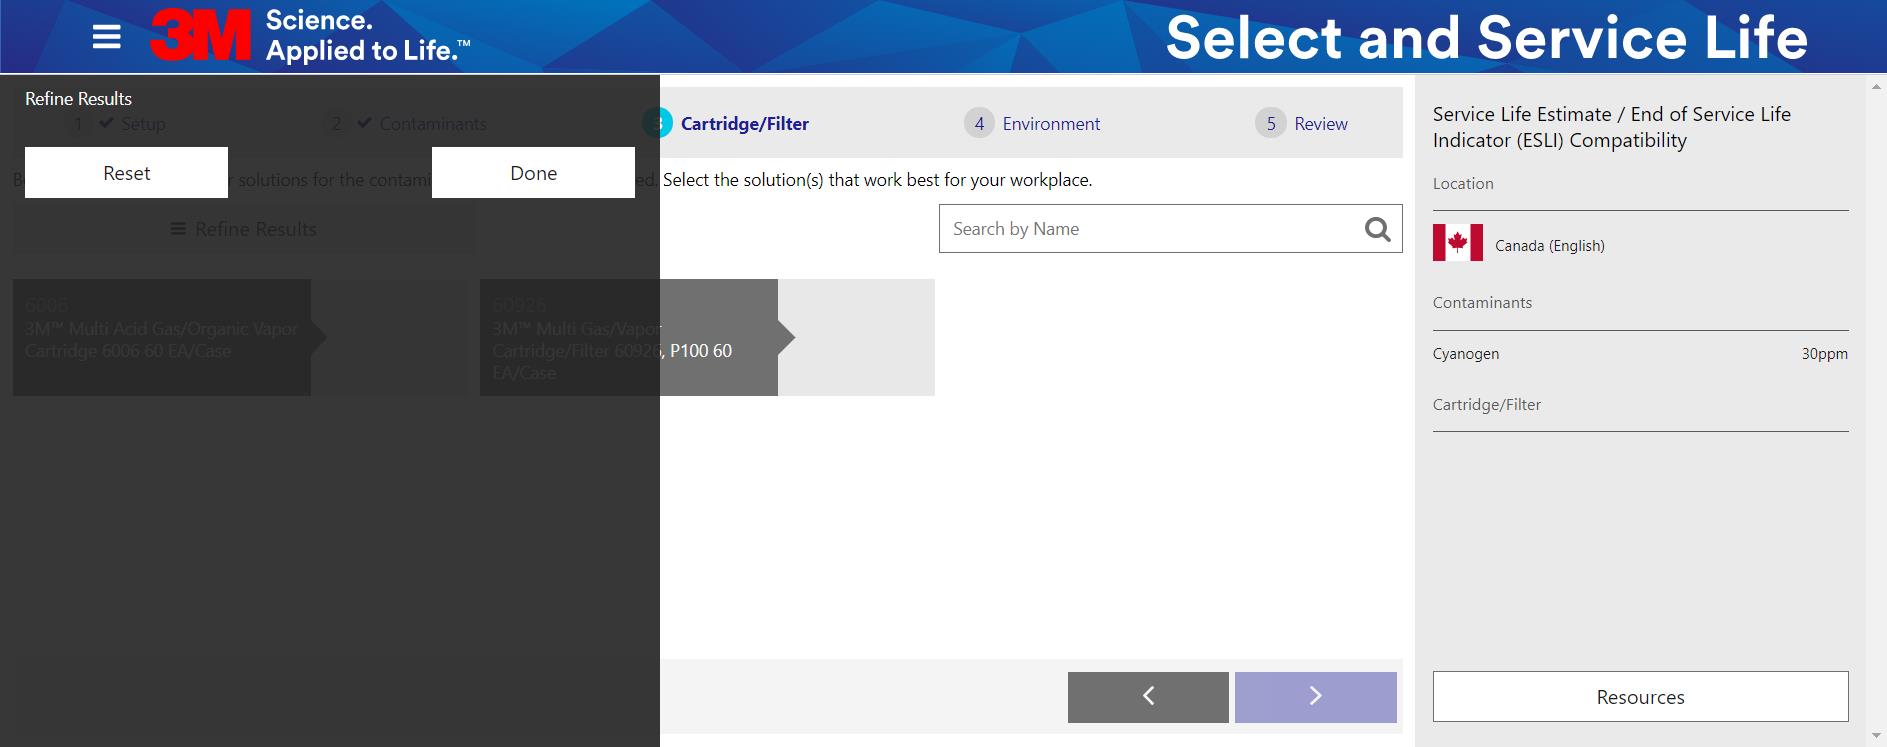 3M Science.
Applied to Life.™
Select and Service Life
Refine Results
1 Setup
2 Contaminants
3 Cartridge/Filter
4 Environment
5 Review
Reset
Done
solutions for the contami
ed. Select the solution(s) that work best for your workplace.
Refine Results
Search by Name
6006
3M™ Multi Acid Gas/Organic Vapor
Cartridge 6006 60 EA/Case
60926
3M™ Multi Gas/Vapor
Cartridge/Filter 60926, P100 60
EA/Case
Service Life Estimate / End of Service Life
Indicator (ESLI) Compatibility
Location
Canada (English)
Contaminants
Cyanogen 30ppm
Cartridge/Filter
Resources